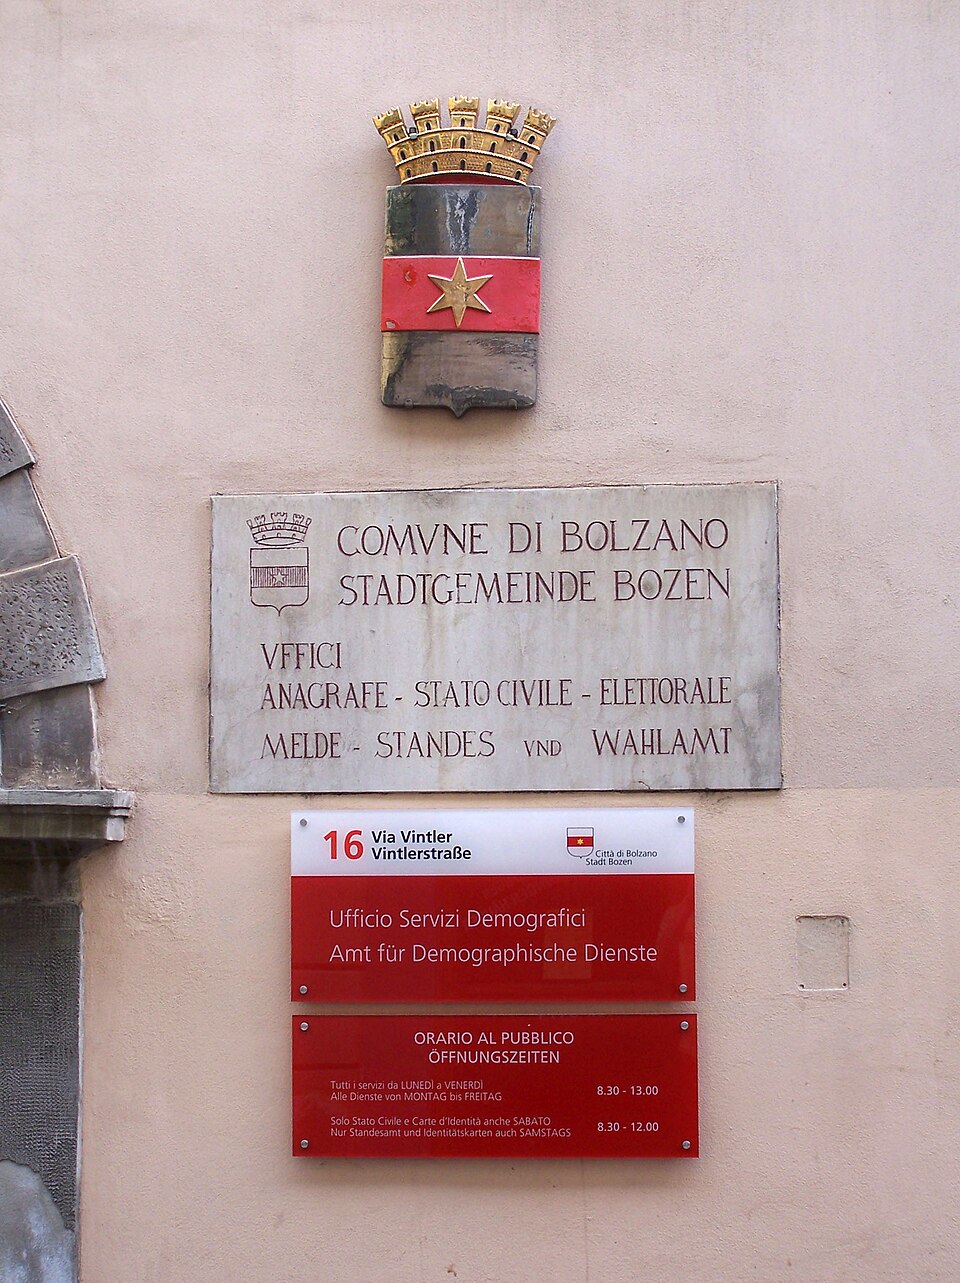 COMVNE DI BOLZANO
STADTGEMEINDE BOZEN
VFFICI
ANAGRAFE - STATO CIVILE - ELETTORALE
MELDE - STANDES VND WAHLAMT
16 Via Vintler
Vintlerstraße
Città di Bolzano
Stadt Bozen
Ufficio Servizi Demografici
Amt für Demographische Dienste
ORARIO AL PUBBLICO
ÖFFNUNGSZEITEN
Tutti i servizi da LUNEDÌ a VENERDÌ
Alle Dienste von MONTAG bis FREITAG
8.30 - 13.00
Solo Stato Civile e Carte d'Identità anche SABATO
Nur Standesamt und Identitätskarten auch SAMSTAGS
8.30 - 12.00